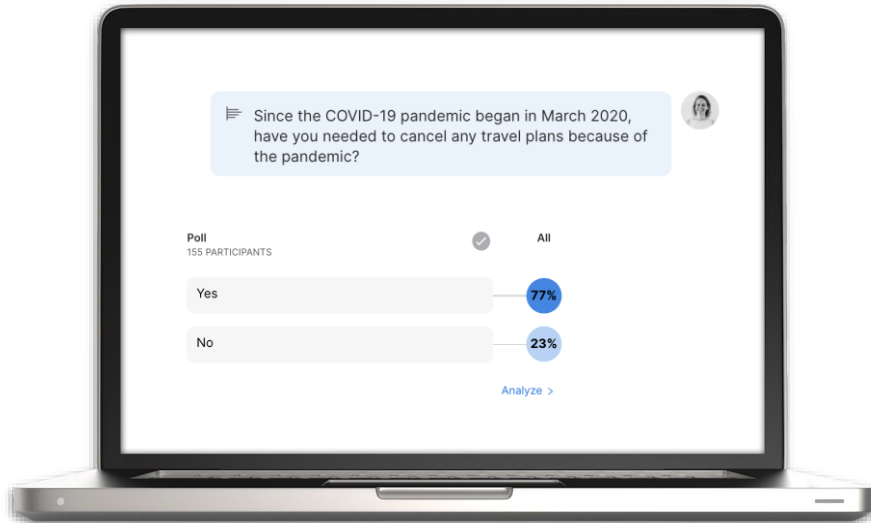 Since the COVID-19 pandemic began in March 2020,
have you needed to cancel any travel plans because of
the pandemic?
Poll
All
155 PARTICIPANTS
Yes
77%
No
23%
Analyze >